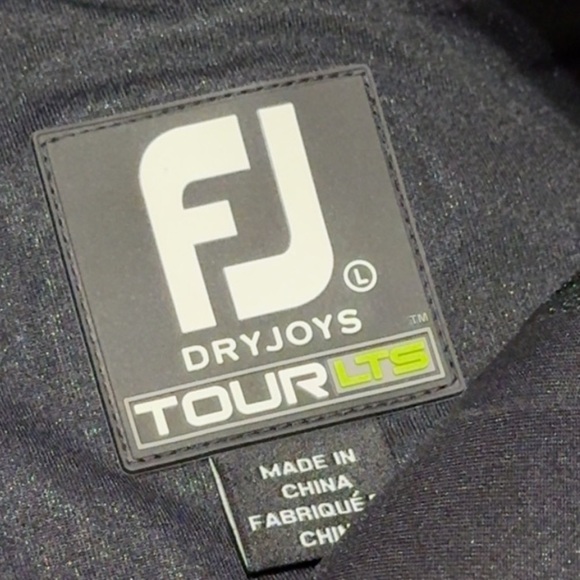 FJ
L
DRYJOYS
TM
TOUR LTS
MADE IN
CHINA
FABRIQUÉ